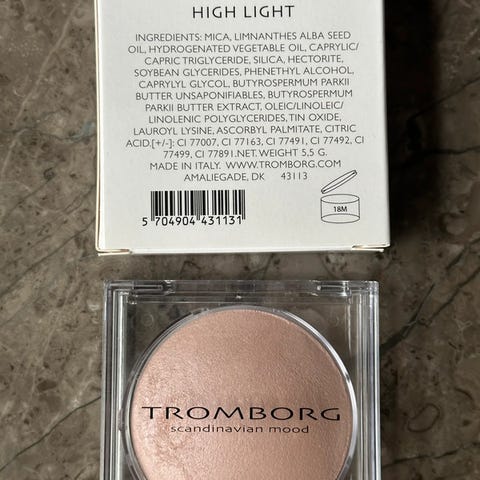 HIGH LIGHT
INGREDIENTS: MICA, LIMNANTHES ALBA SEED
OIL, HYDROGENATED VEGETABLE OIL, CAPRYLIC/
CAPRIC TRIGLYCERIDE, SILICA, HECTORITE,
SOYBEAN GLYCERIDES, PHENETHYL ALCOHOL,
CAPRYLYL GLYCOL, BUTYROSPERMUM PARKII
BUTTER UNSAPONIFIABLES, BUTYROSPERMUM
PARKII BUTTER EXTRACT, OLEIC/LINOLEIC/
LINOLENIC POLYGLYCERIDES, TIN OXIDE,
LAUROYL LYSINE, ASCORBYL PALMITATE, CITRIC
ACID.[+/-]: CI 77007, CI 77163, CI 77491, CI 77492, CI
77499, CI 77891.NET. WEIGHT 5,5 G.
MADE IN ITALY. WWW.TROMBORG.COM
AMALIEGADE, DK 43113
5 704904 431131
18M
TROMBORG
scandinavian mood